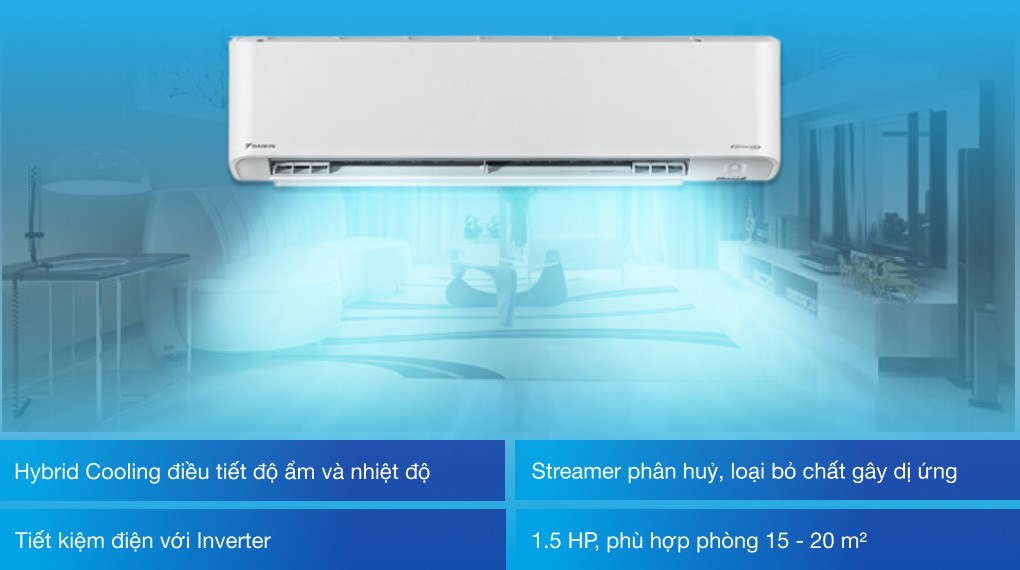 DAIKIN
Hybrid Cooling điều tiết độ ẩm và nhiệt độ
Streamer phân huỷ, loại bỏ chất gây dị ứng
Tiết kiệm điện với Inverter
1.5 HP, phù hợp phòng 15 - 20 m²